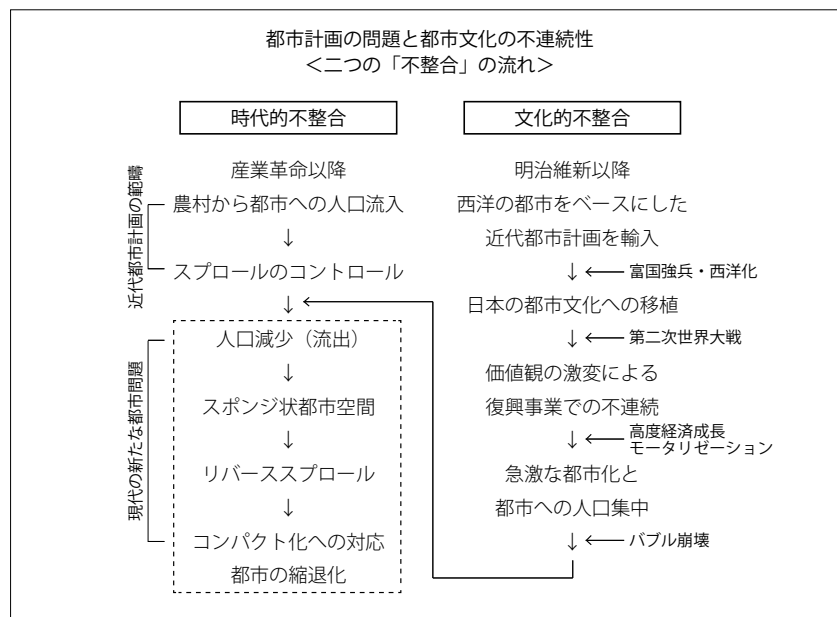 都市計画の問題と都市文化の不連続性
＜二つの「不整合」の流れ＞
時代的不整合
産業革命以降
農村から都市への人口流入
↓
スプロールのコントロール
↓
人口減少（流出）
↓
スポンジ状都市空間
↓
リバーススプロール
↓
コンパクト化への対応
都市の縮退化
近代都市計画の範疇
現代の新たな都市問題
文化的不整合
明治維新以降
西洋の都市をベースにした
近代都市計画を輸入
↓
富国強兵・西洋化
日本の都市文化への移植
↓
第二次世界大戦
価値観の激変による
復興事業での不連続
↓
高度経済成長
モータリゼーション
急激な都市化と
都市への人口集中
↓
バブル崩壊